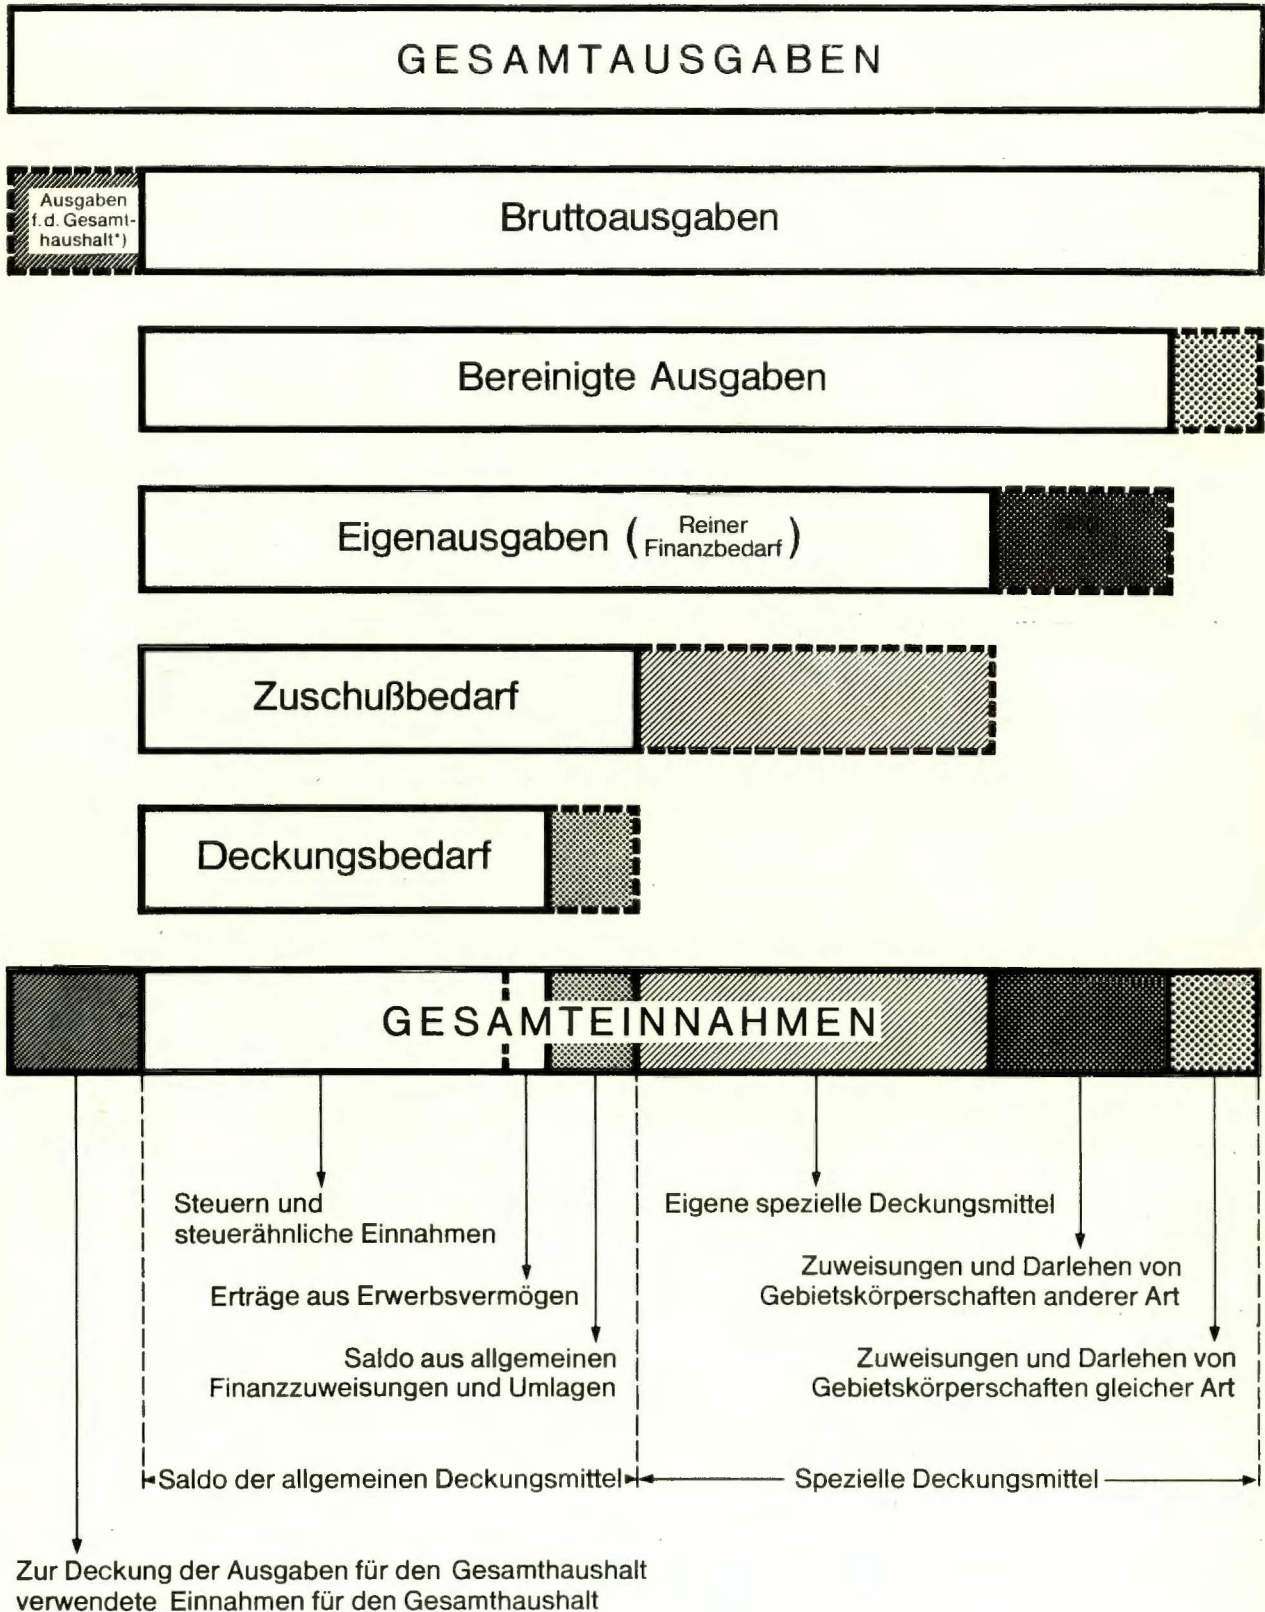 GESAMTAUSGABEN
Ausgaben
f.d. Gesamt-
haushalt*)
Bruttoausgaben
Bereinigte Ausgaben
Eigenausgaben (Reiner
Finanzbedarf)
Zuschußbedarf
Deckungsbedarf
GESAMTEINNAHMEN
Steuern und
steuerähnliche Einnahmen
Eigene spezielle Deckungsmittel
Erträge aus Erwerbsvermögen
Zuweisungen und Darlehen von
Gebietskörperschaften anderer Art
Saldo aus allgemeinen
Finanzzuweisungen und Umlagen
Zuweisungen und Darlehen von
Gebietskörperschaften gleicher Art
Saldo der allgemeinen Deckungsmittel
Spezielle Deckungsmittel
Zur Deckung der Ausgaben für den Gesamthaushalt
verwendete Einnahmen für den Gesamthaushalt